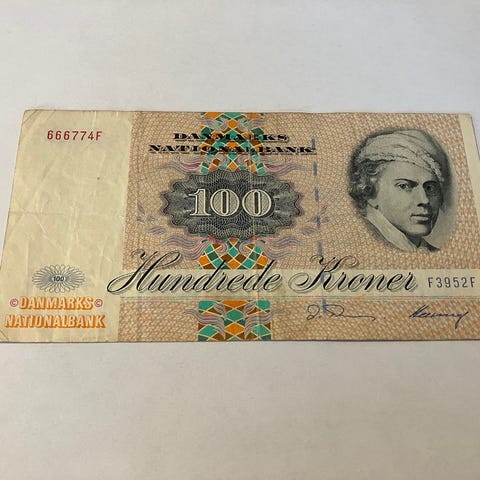 666774F
DANMARKS
NATIONALBANK
100
Hundrede Kroner
F3952F
100
©DANMARKS©
NATIONALBANK